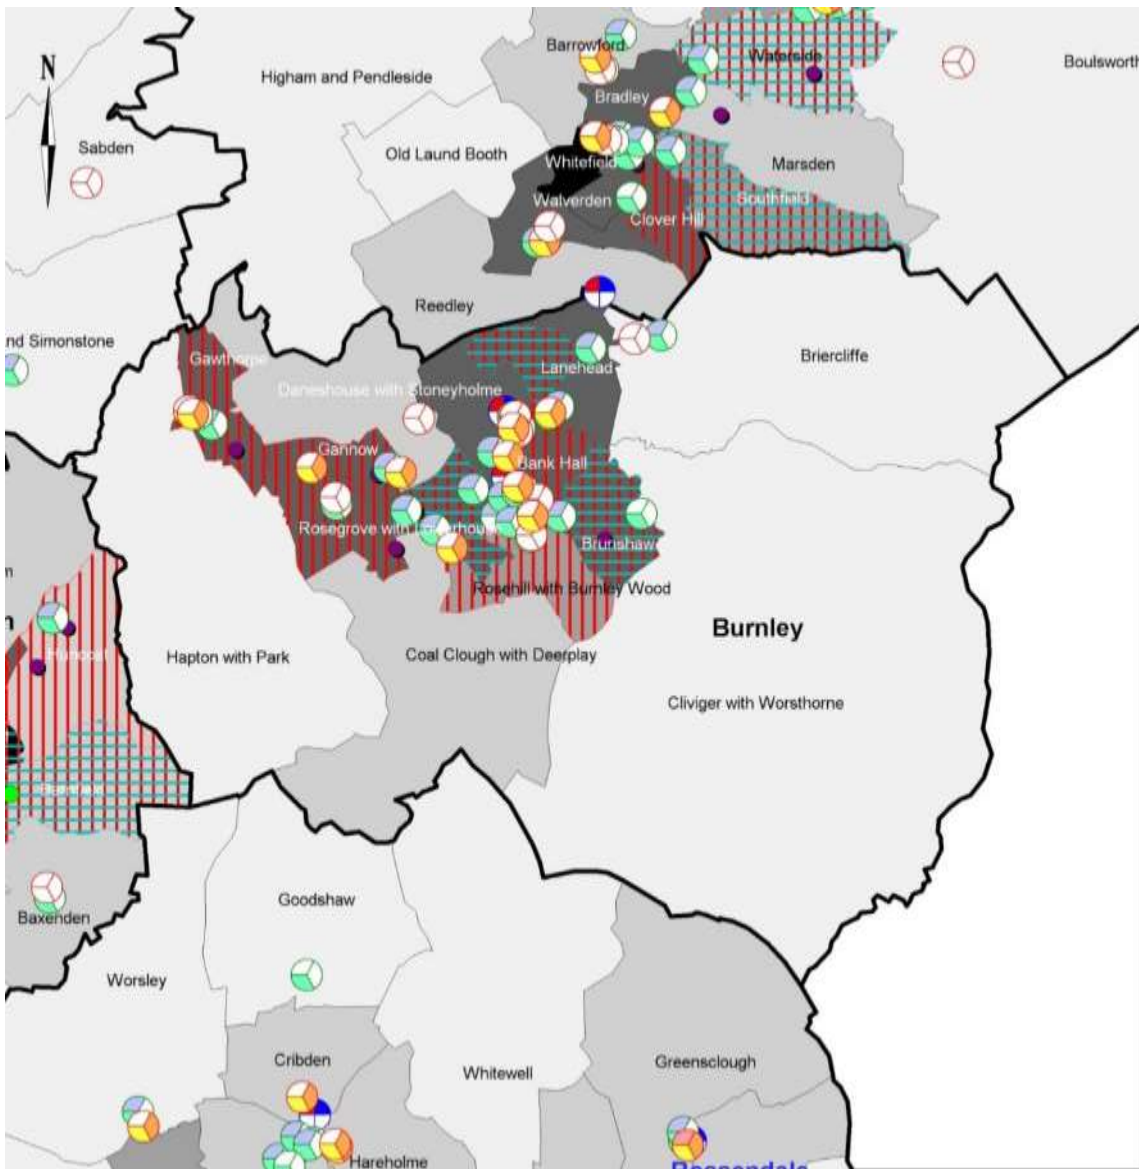 N
Barrowford
Waterside
Boulsworth
Higham and Pendleside
Bradley
Sabden
Old Laund Booth
Whitefield
Marsden
Walverden
Southfield
Clover Hill
Reedley
nd Simonstone
Gawthorpe
Lanehead
Briercliffe
Daneshouse with Stoneyholme
Gannow
Bank Hall
Rosegrove with Lowerhouse
Brunshaw
Rosehill with Burnley Wood
Burnley
Huncoat
Hapton with Park
Coal Clough with Deerplay
Cliviger with Worsthorne
Baxenden
Goodshaw
Worsley
Cribden
Whitewell
Greensclough
Hareholme
Rossendale